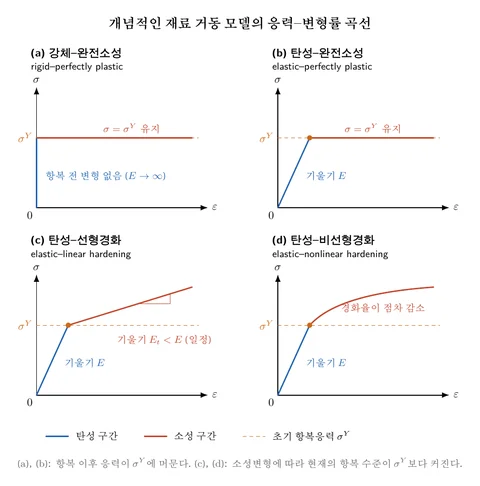 개념적인 재료 거동 모델의 응력–변형률 곡선
(a) 강체–완전소성
rigid–perfectly plastic
σ
σ = σ^Y 유지
σ^Y
항복 전 변형 없음 (E → ∞)
0
ε
(b) 탄성–완전소성
elastic–perfectly plastic
σ
σ = σ^Y 유지
σ^Y
기울기 E
0
ε
(c) 탄성–선형경화
elastic–linear hardening
σ
σ^Y
기울기 E_t < E (일정)
기울기 E
0
ε
(d) 탄성–비선형경화
elastic–nonlinear hardening
σ
경화율이 점차 감소
σ^Y
기울기 E
0
ε
탄성 구간
소성 구간
초기 항복응력 σ^Y
(a), (b): 항복 이후 응력이 σ^Y에 머문다. (c), (d): 소성변형에 따라 현재의 항복 수준이 σ^Y보다 커진다.